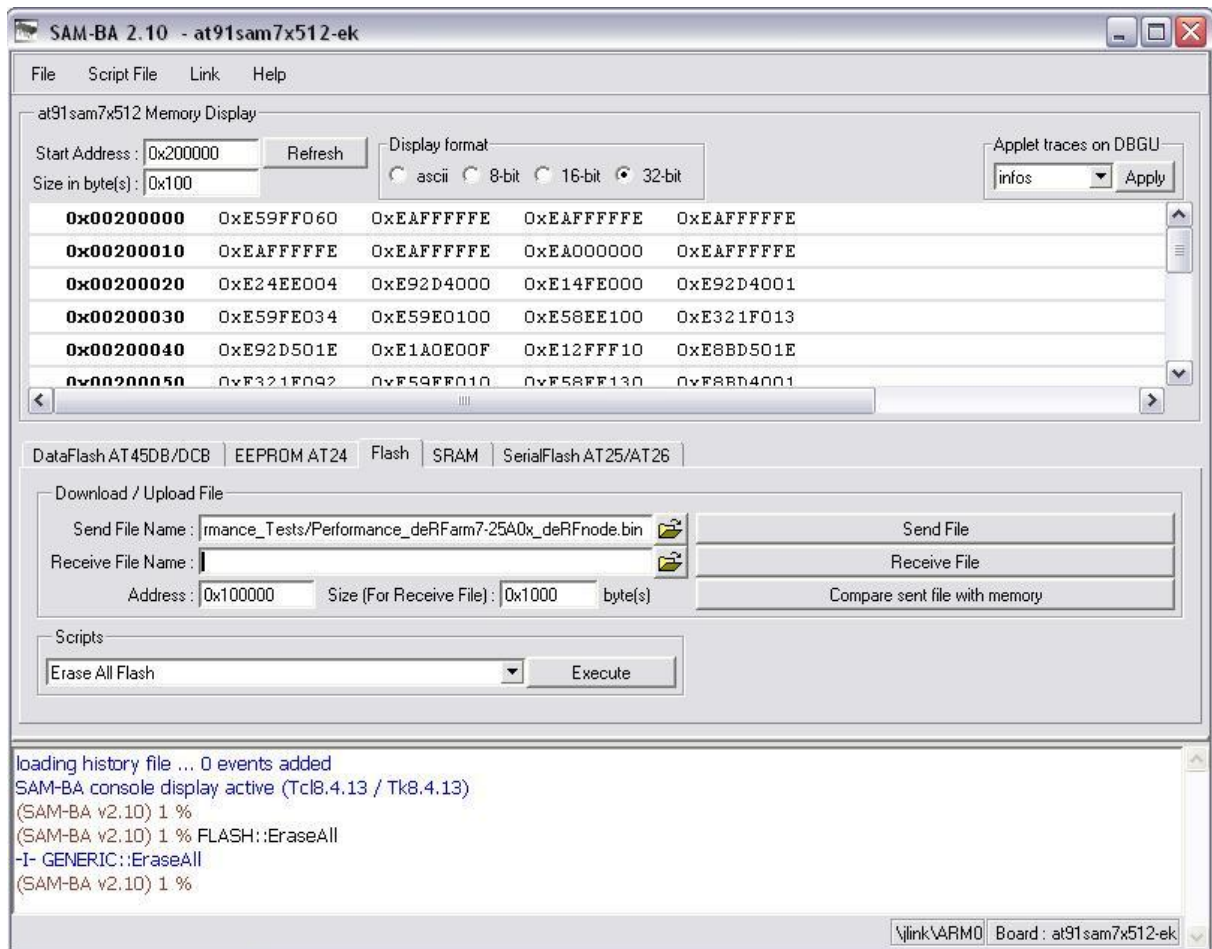 SAM-BA 2.10 - at91sam7x512-ek
File Script File Link Help
at91sam7x512 Memory Display
Start Address : 0x200000 Refresh
Size in byte(s) : 0x100
Display format
ascii 8-bit 16-bit 32-bit
Applet traces on DBGU
infos Apply
0x00200000 0xE59FF060 0xEAFFFFFE 0xEAFFFFFE 0xEAFFFFFE
0x00200010 0xEAFFFFFE 0xEAFFFFFE 0xEA000000 0xEAFFFFFE
0x00200020 0xE24EE004 0xE92D4000 0xE14FE000 0xE92D4001
0x00200030 0xE59FE034 0xE59E0100 0xE58EE100 0xE321F013
0x00200040 0xE92D501E 0xE1A0E00F 0xE12FFF10 0xE8BD501E
0x00200050 0xE321F092 0xE59FE010 0xE58EE130 0xE8BD4001
DataFlash AT45DB/DCB EEPROM AT24 Flash SRAM SerialFlash AT25/AT26
Download / Upload File
Send File Name : rmance_Tests/Performance_deRFarm7-25A0x_deRFnode.bin Send File
Receive File Name : Receive File
Address : 0x100000 Size (For Receive File) : 0x1000 byte(s) Compare sent file with memory
Scripts
Erase All Flash Execute
loading history file ... 0 events added
SAM-BA console display active (Tcl8.4.13 / Tk8.4.13)
(SAM-BA v2.10) 1 %
(SAM-BA v2.10) 1 % FLASH::EraseAll
-I- GENERIC::EraseAll
(SAM-BA v2.10) 1 %
\jlink\ARM0 Board : at91sam7x512-ek